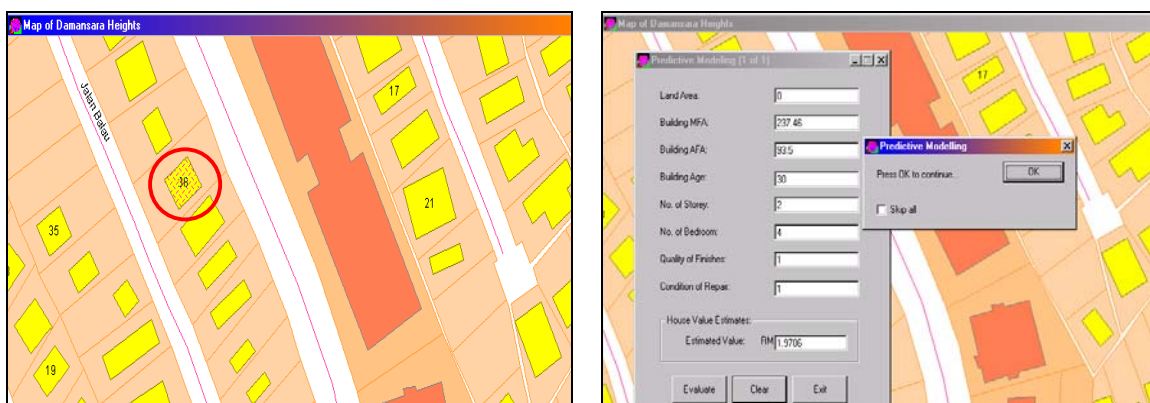 Map of Damansara Heights
Jalan Balau
17
36
21
35
19
Map of Damansara Heights
17
Predictive Modeling (1 of 1)
Land Area: 0
Building MFA: 237.46
Building AFA: 93.5
Building Age: 30
No. of Storey: 2
No. of Bedroom: 4
Quality of Finishes: 1
Condition of Repair: 1
House Value Estimates:
Estimated Value: RM 1.9706
Evaluate Clear Exit
Predictive Modelling
Press OK to continue...
OK
Skip all